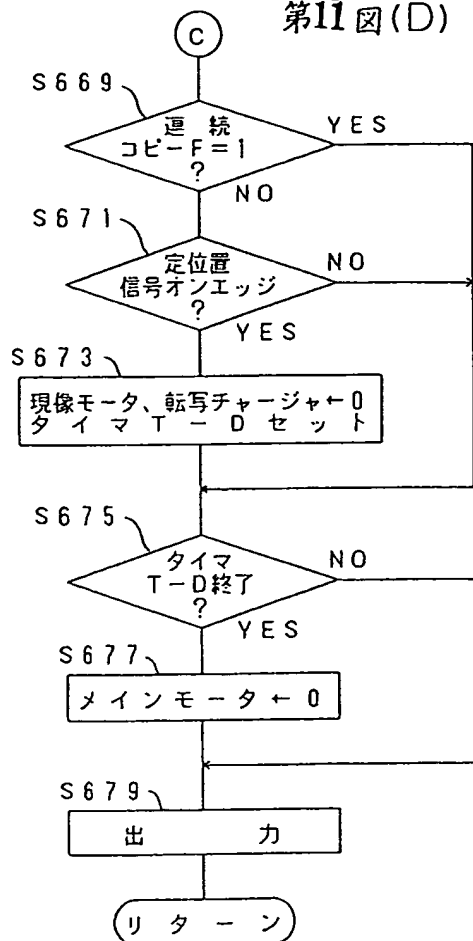 第11図(D)
C
S669
連続
コピーF=1
?
YES
NO
S671
定位置
信号オンエッジ
?
NO
YES
S673
現像モータ、転写チャージャ←0
タイマT-Dセット
S675
タイマ
T-D終了
?
NO
YES
S677
メインモータ←0
S679
出力
リターン